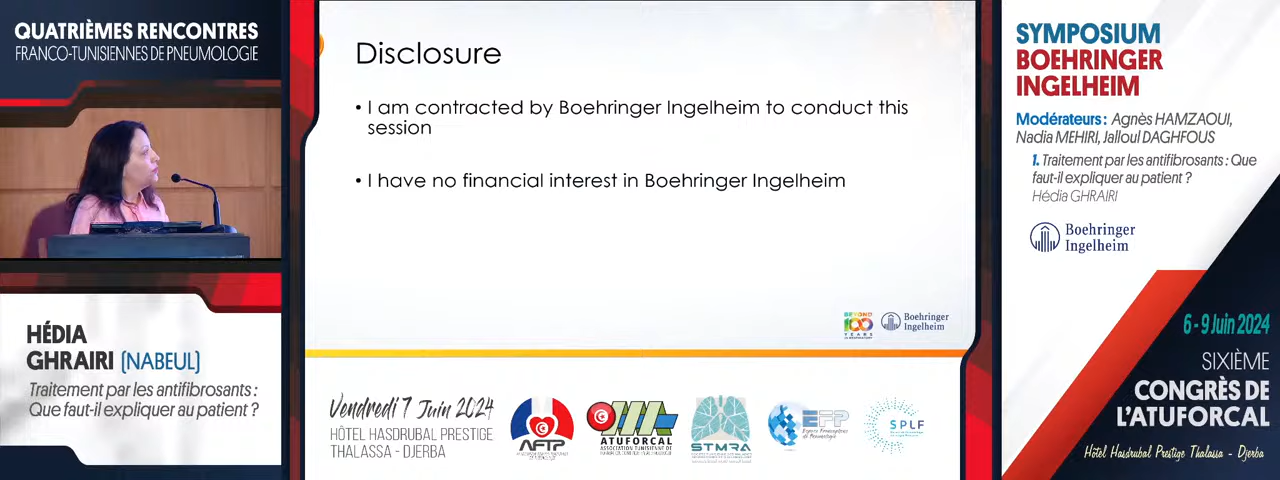 QUATRIÈMES RENCONTRES
FRANCO-TUNISIENNES DE PNEUMOLOGIE
HÉDIA
GHRAIRI (NABEUL)
Traitement par les antifibrosants :
Que faut-il expliquer au patient ?
Disclosure
• I am contracted by Boehringer Ingelheim to conduct this
session
• I have no financial interest in Boehringer Ingelheim
BEYOND
100
YEARS
Boehringer
Ingelheim
Vendredi 7 Juin 2024
HÔTEL HASDRUBAL PRESTIGE
THALASSA - DJERBA
AFTP
ATUFORCAL
STMRA
EFP
SPLF
SYMPOSIUM
BOEHRINGER
INGELHEIM
Modérateurs : Agnès HAMZAOUI,
Nadia MEHIRI, Jalloul DAGHFOUS
1. Traitement par les antifibrosants : Que
faut-il expliquer au patient ?
Hédia GHRAIRI
Boehringer
Ingelheim
6 - 9 Juin 2024
SIXIÈME
CONGRÈS DE
L'ATUFORCAL
Hôtel Hasdrubal Prestige Thalassa - Djerba